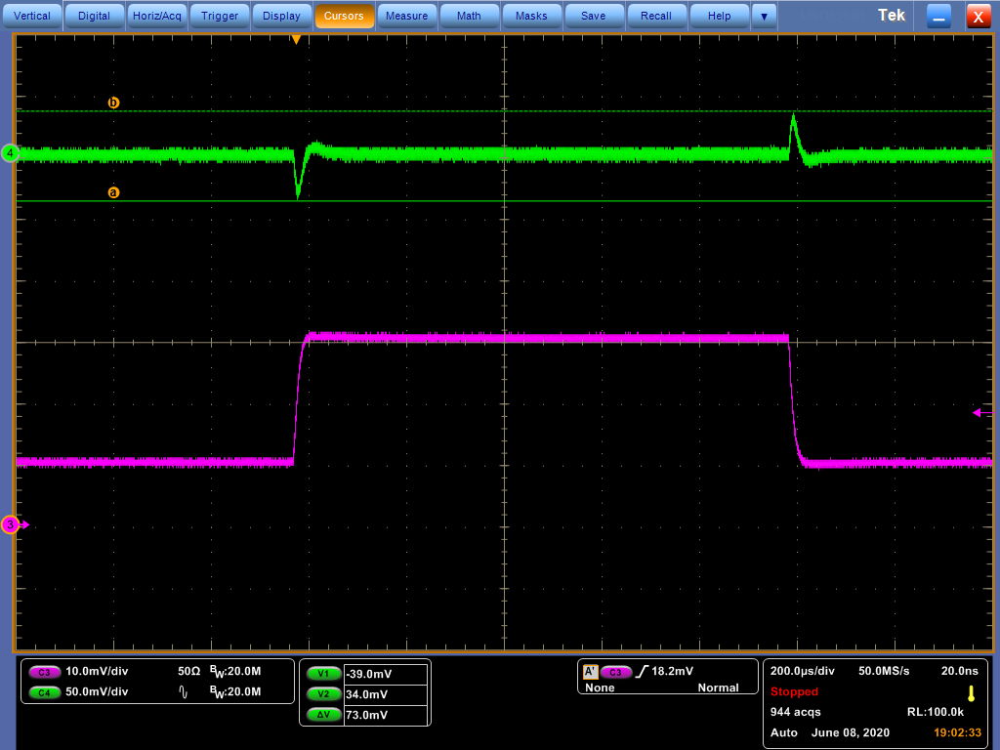 Vertical Digital Horiz/Acq Trigger Display Cursors Measure Math Masks Save Recall Help Tek X
b
4
a
3
C3 10.0mV/div 50Ω BW:20.0M
C4 50.0mV/div BW:20.0M
V1 -39.0mV
V2 34.0mV
ΔV 73.0mV
A' C3 18.2mV
None Normal
200.0µs/div 50.0MS/s 20.0ns
Stopped
944 acqs RL:100.0k
Auto June 08, 2020 19:02:33